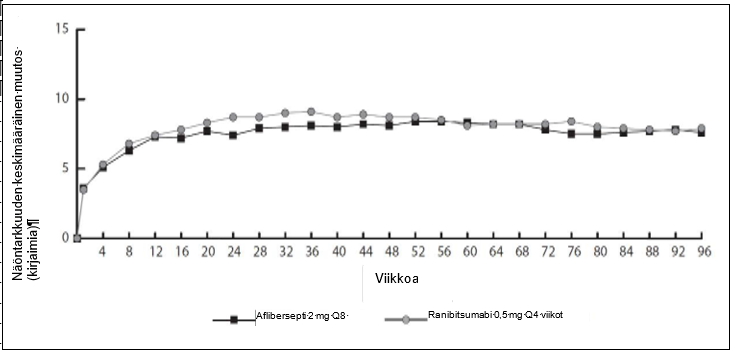 Näöntarkkuuden·keskimääräinen·muutos·
(kirjaimia)¶
15
10
5
0
4 8 12 16 20 24 28 32 36 40 44 48 52 56 60 64 68 72 76 80 84 88 92 96
Viikkoa
Aflibersepti·2·mg·Q8·
Ranibitsumabi·0,5·mg·Q4·viikot